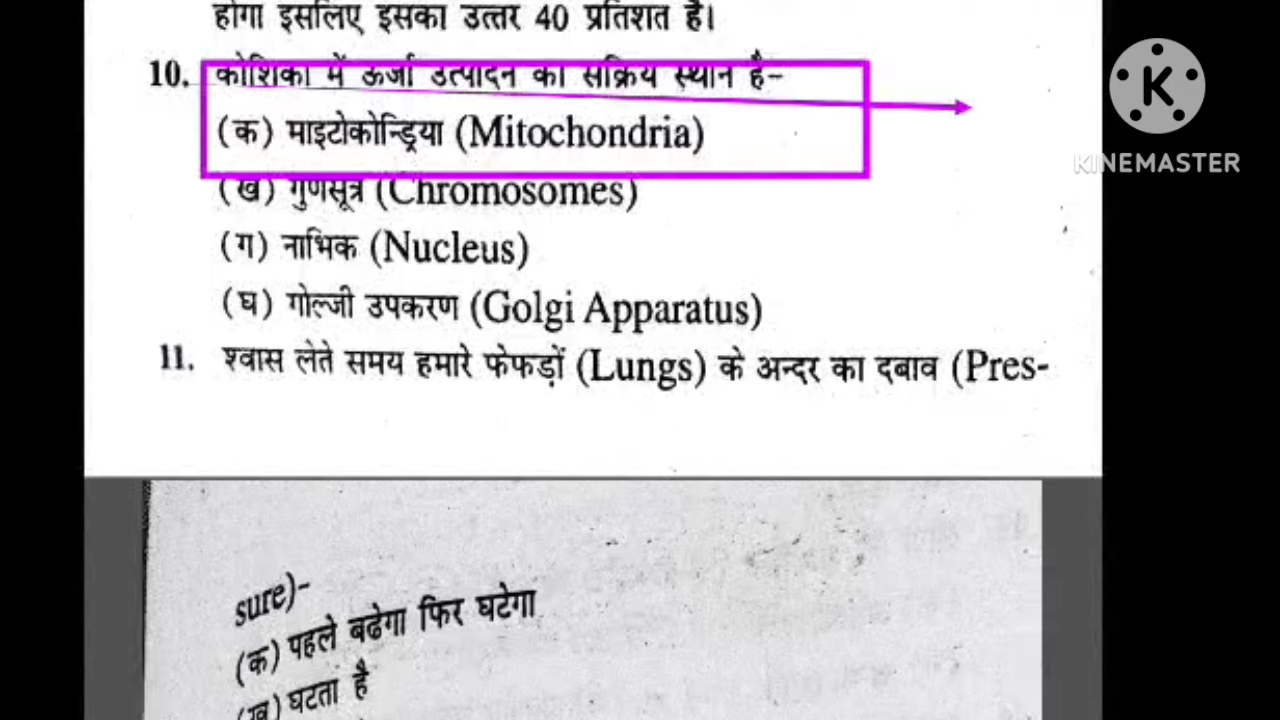 होगा इसलिए इसका उत्तर 40 प्रतिशत है।
10. कोशिका में ऊर्जा उत्पादन का सक्रिय स्थान है-
(क) माइटोकोन्ड्रिया (Mitochondria)
(ख) गुणसूत्र (Chromosomes)
(ग) नाभिक (Nucleus)
(घ) गोल्जी उपकरण (Golgi Apparatus)
11. श्वास लेते समय हमारे फेफड़ों (Lungs) के अन्दर का दबाव (Pres-
sure)-
(क) पहले बढेगा फिर घटेगा
(ख) घटता है
K
KINEMASTER